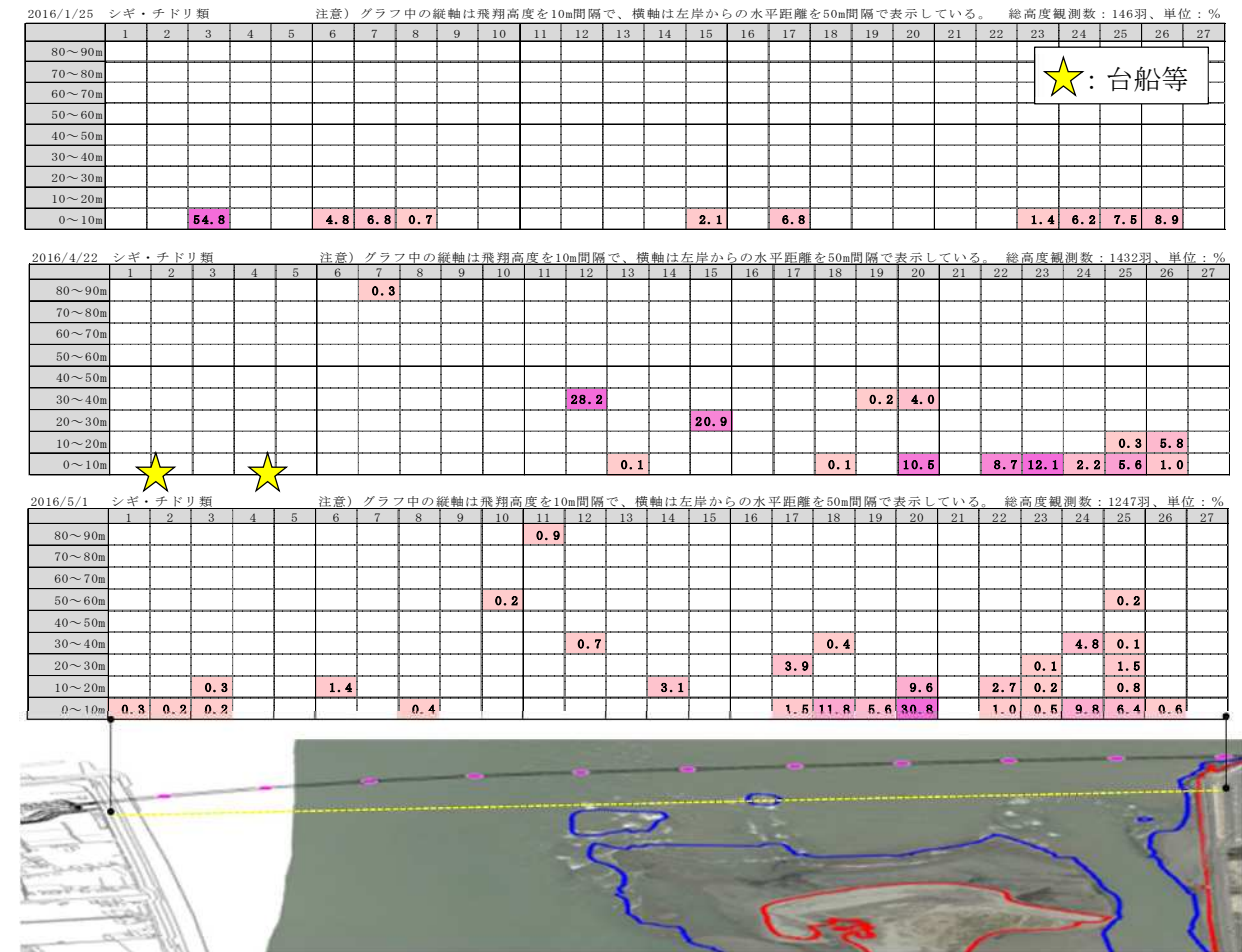 2016/1/25 シギ・チドリ類 注意）グラフ中の縦軸は飛翔高度を10m間隔で、横軸は左岸からの水平距離を50m間隔で表示している。 総高度観測数：146羽、単位：%
1 2 3 4 5 6 7 8 9 10 11 12 13 14 15 16 17 18 19 20 21 22 23 24 25 26 27
80～90m
70～80m
60～70m
50～60m
40～50m
30～40m
20～30m
10～20m
0～10m 54.8 4.8 6.8 0.7 2.1 6.8 1.4 6.2 7.5 8.9
：台船等
2016/4/22 シギ・チドリ類 注意）グラフ中の縦軸は飛翔高度を10m間隔で、横軸は左岸からの水平距離を50m間隔で表示している。 総高度観測数：1432羽、単位：%
1 2 3 4 5 6 7 8 9 10 11 12 13 14 15 16 17 18 19 20 21 22 23 24 25 26 27
80～90m 0.3
70～80m
60～70m
50～60m
40～50m
30～40m 28.2 0.2 4.0
20～30m 20.9
10～20m 0.3 5.8
0～10m 0.1 0.1 10.5 8.7 12.1 2.2 5.6 1.0
2016/5/1 シギ・チドリ類 注意）グラフ中の縦軸は飛翔高度を10m間隔で、横軸は左岸からの水平距離を50m間隔で表示している。 総高度観測数：1247羽、単位：%
1 2 3 4 5 6 7 8 9 10 11 12 13 14 15 16 17 18 19 20 21 22 23 24 25 26 27
80～90m 0.9
70～80m
60～70m
50～60m 0.2 0.2
40～50m
30～40m 0.7 0.4 4.8 0.1
20～30m 3.9 0.1 1.5
10～20m 0.3 1.4 3.1 9.6 2.7 0.2 0.8
0～10m 0.3 0.2 0.2 0.4 1.5 11.8 5.6 30.8 1.0 0.5 9.8 6.4 0.6